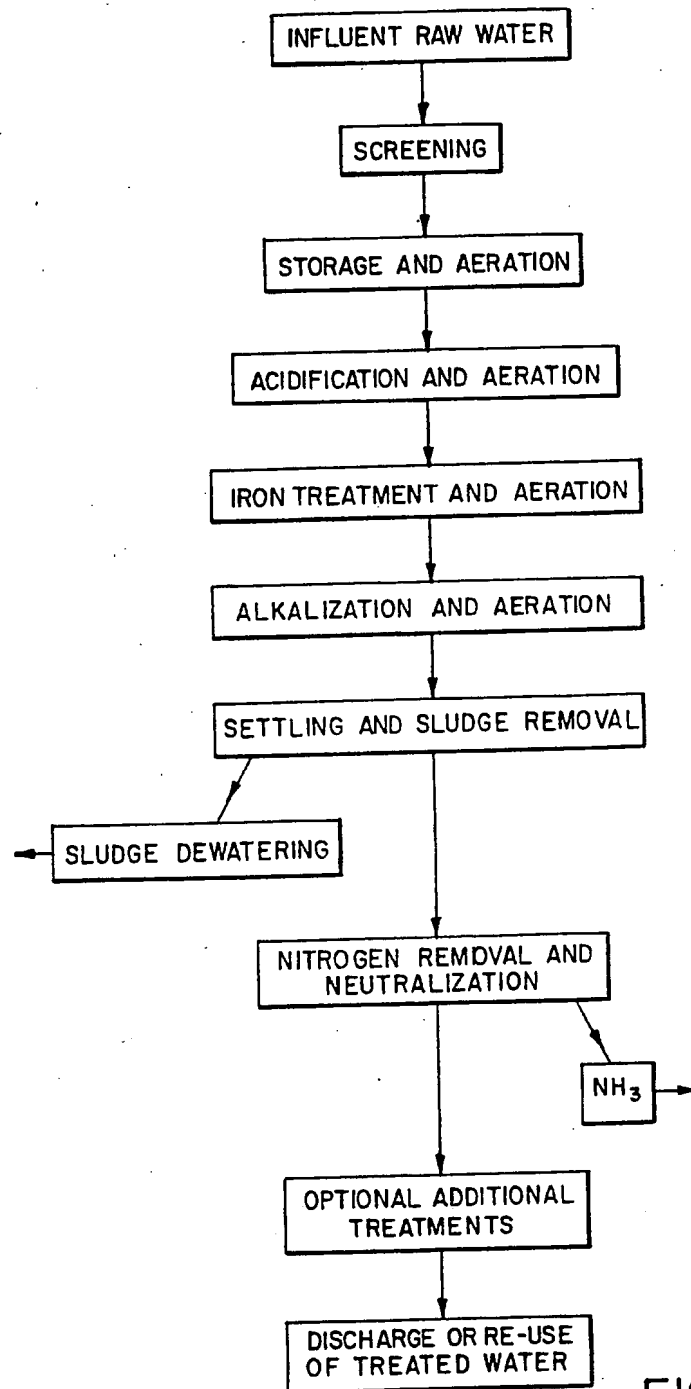 INFLUENT RAW WATER
SCREENING
STORAGE AND AERATION
ACIDIFICATION AND AERATION
IRON TREATMENT AND AERATION
ALKALIZATION AND AERATION
SETTLING AND SLUDGE REMOVAL
SLUDGE DEWATERING
NITROGEN REMOVAL AND
NEUTRALIZATION
NH₃
OPTIONAL ADDITIONAL
TREATMENTS
DISCHARGE OR RE-USE
OF TREATED WATER